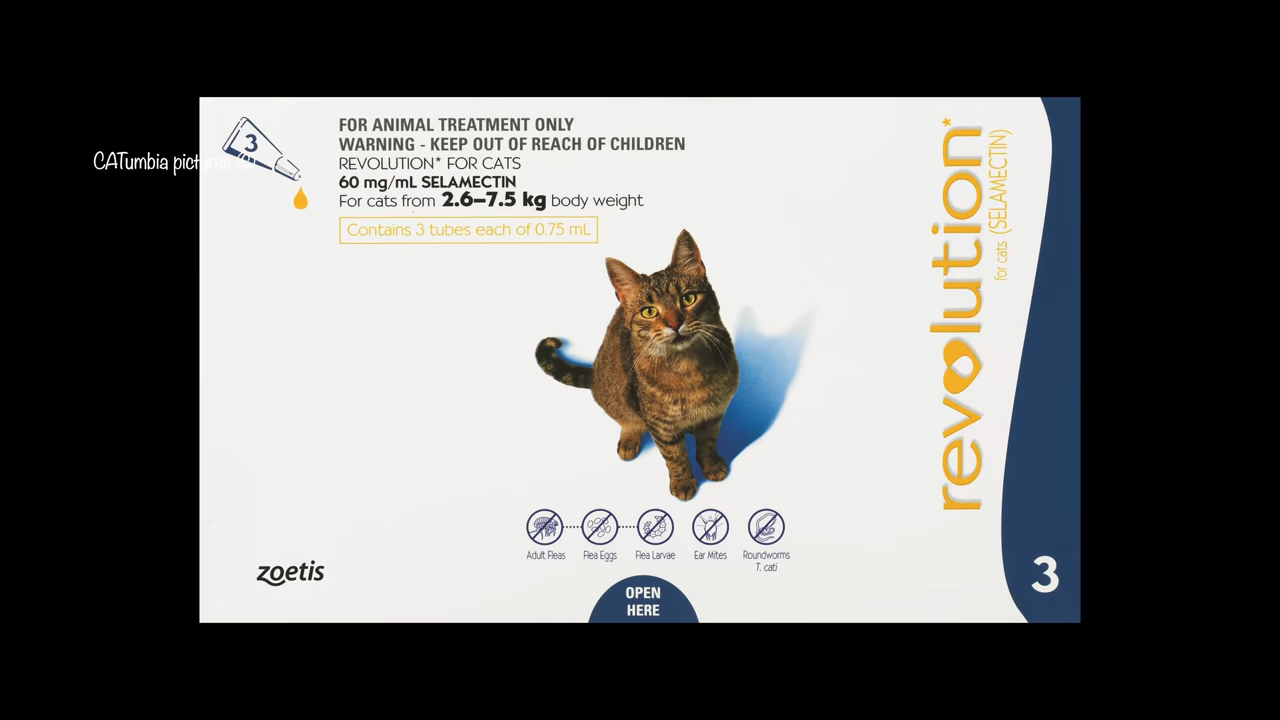 CATumbia pictures ©
3
FOR ANIMAL TREATMENT ONLY
WARNING - KEEP OUT OF REACH OF CHILDREN
REVOLUTION* FOR CATS
60 mg/mL SELAMECTIN
For cats from 2.6–7.5 kg body weight
Contains 3 tubes each of 0.75 mL
revolution*
for cats (SELAMECTIN)
Adult Fleas Flea Eggs Flea Larvae Ear Mites Roundworms
T. cati
zoetis
OPEN
HERE
3